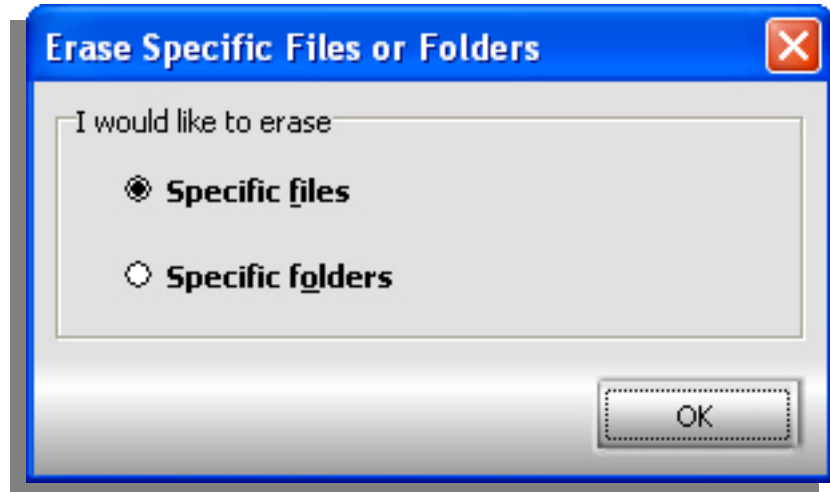 Erase Specific Files or Folders
I would like to erase
Specific files
Specific folders
OK